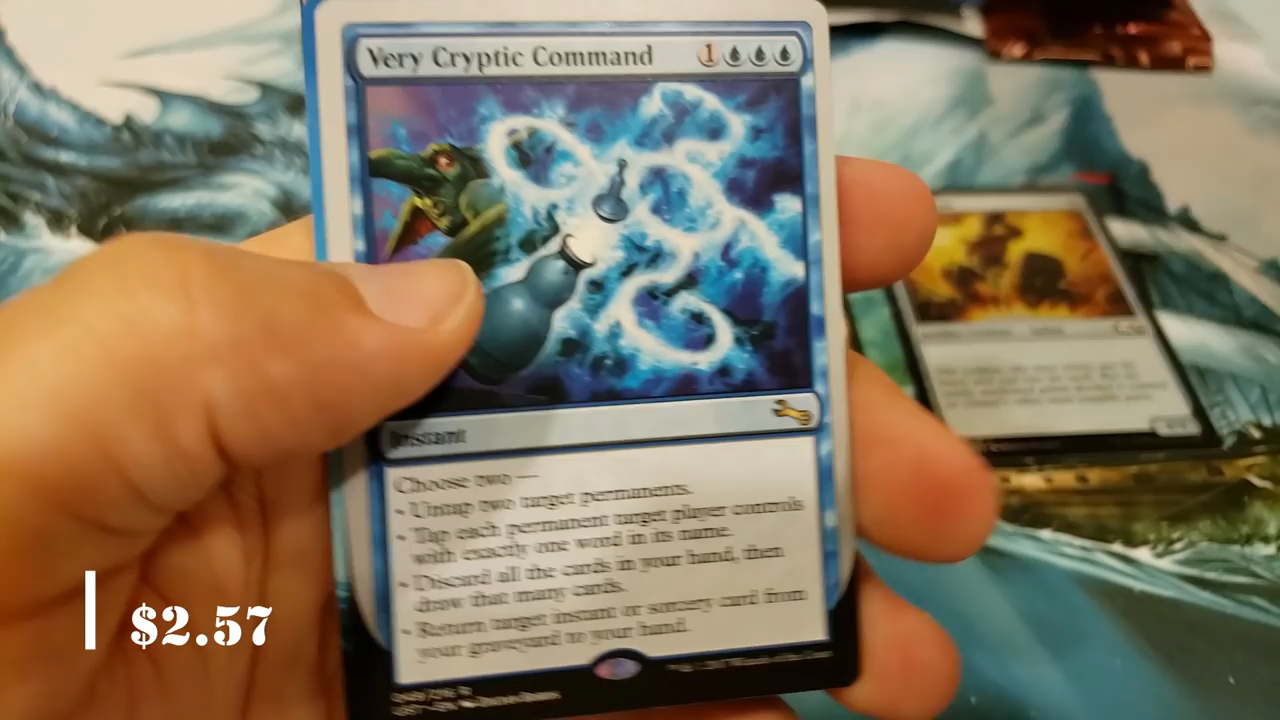 Very Cryptic Command 1
Instant
Choose two —
• Untap two target permanents.
• Tap each permanent target player controls
with exactly one word in its name.
• Discard all the cards in your hand, then
draw that many cards.
• Return target instant or sorcery card from
your graveyard to your hand.
$2.57